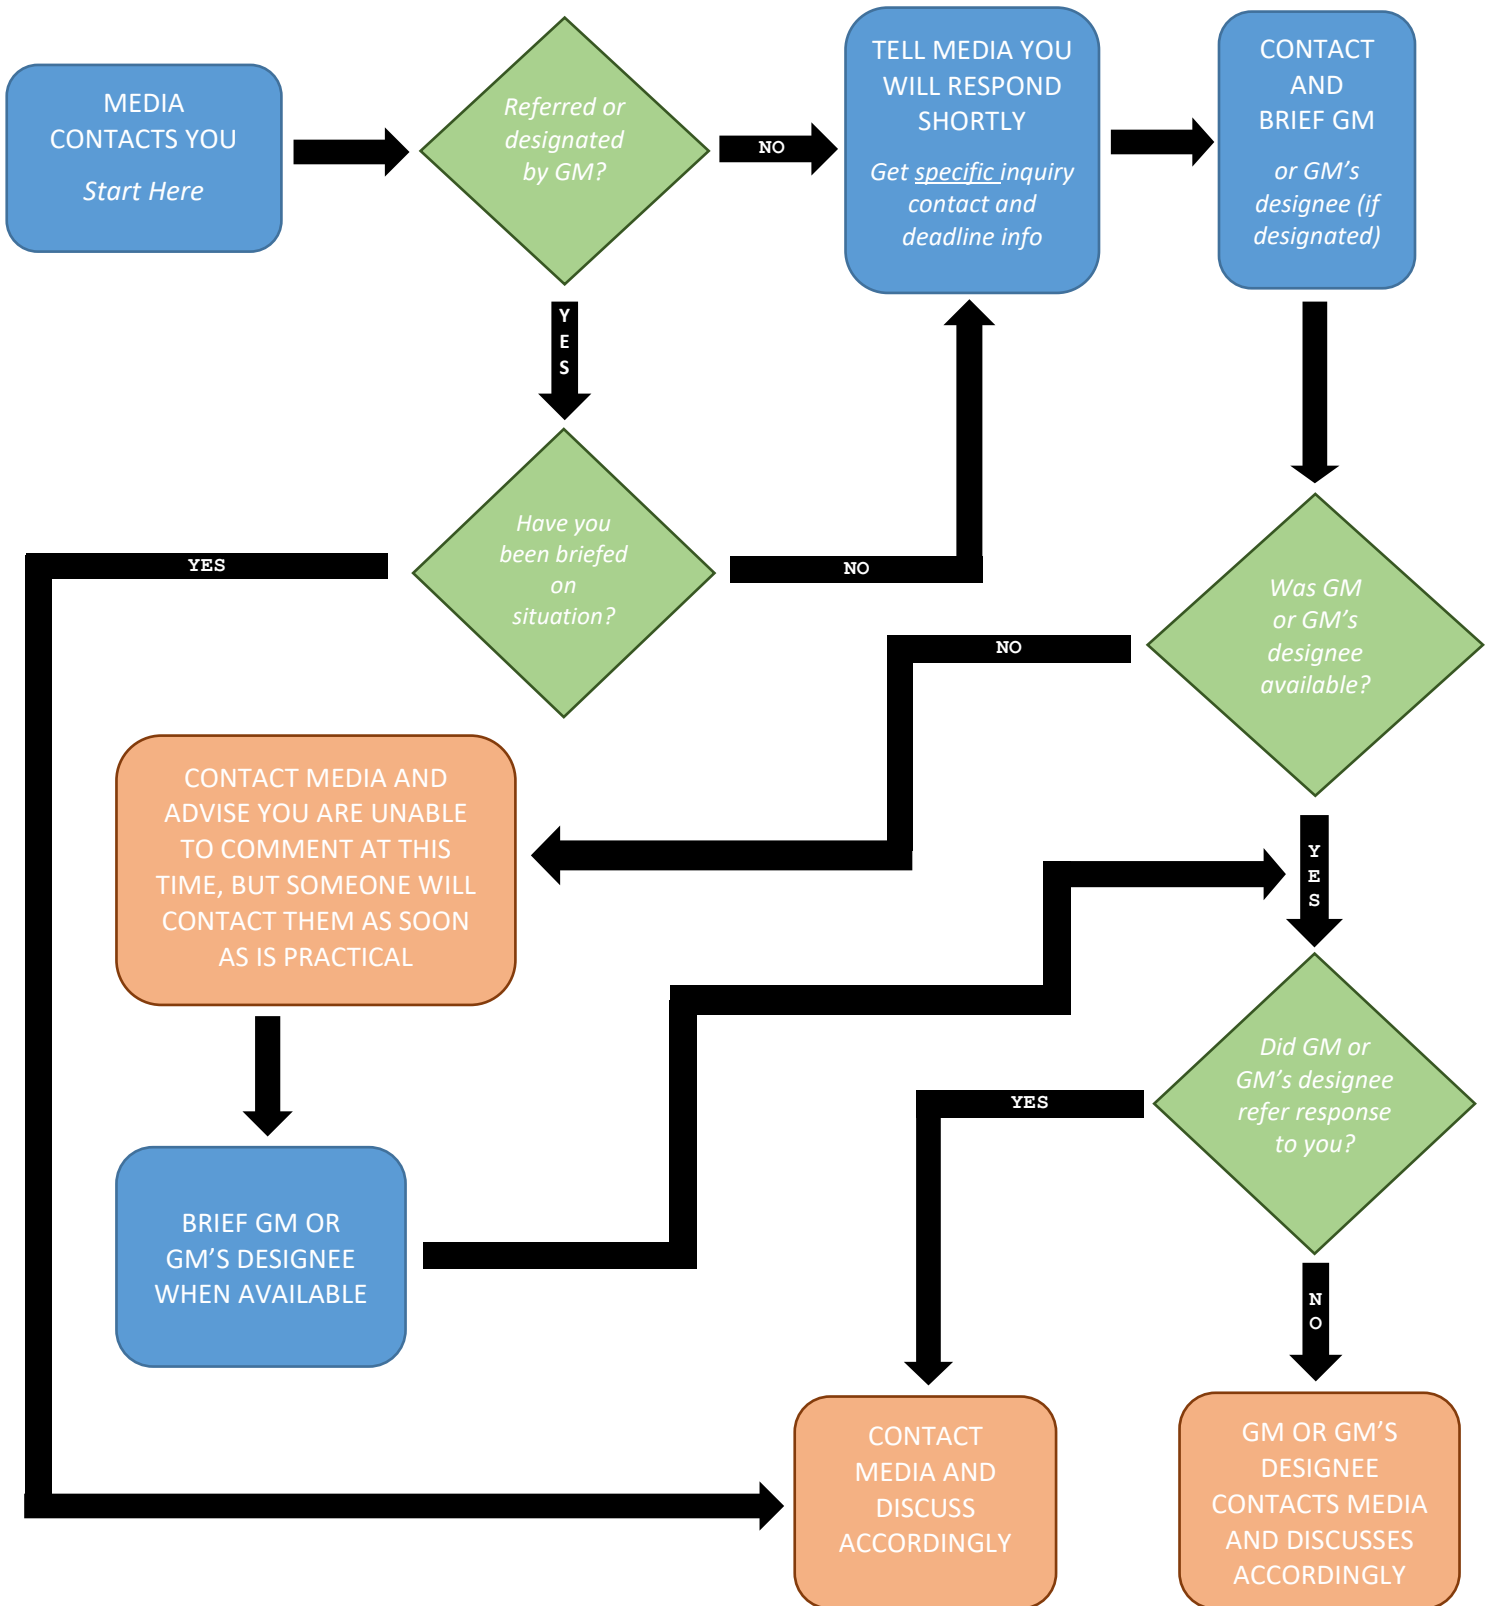 MEDIA
CONTACTS YOU
Start Here
Referred or
designated
by GM?
NO
TELL MEDIA YOU
WILL RESPOND
SHORTLY
Get specific inquiry
contact and
deadline info
CONTACT
AND
BRIEF GM
or GM's
designee (if
designated)
YES
Have you
been briefed
on
situation?
YES
NO
Was GM
or GM's
designee
available?
NO
CONTACT MEDIA AND
ADVISE YOU ARE UNABLE
TO COMMENT AT THIS
TIME, BUT SOMEONE WILL
CONTACT THEM AS SOON
AS IS PRACTICAL
YES
Did GM or
GM's designee
refer response
to you?
YES
BRIEF GM OR
GM'S DESIGNEE
WHEN AVAILABLE
NO
CONTACT
MEDIA AND
DISCUSS
ACCORDINGLY
GM OR GM'S
DESIGNEE
CONTACTS MEDIA
AND DISCUSSES
ACCORDINGLY